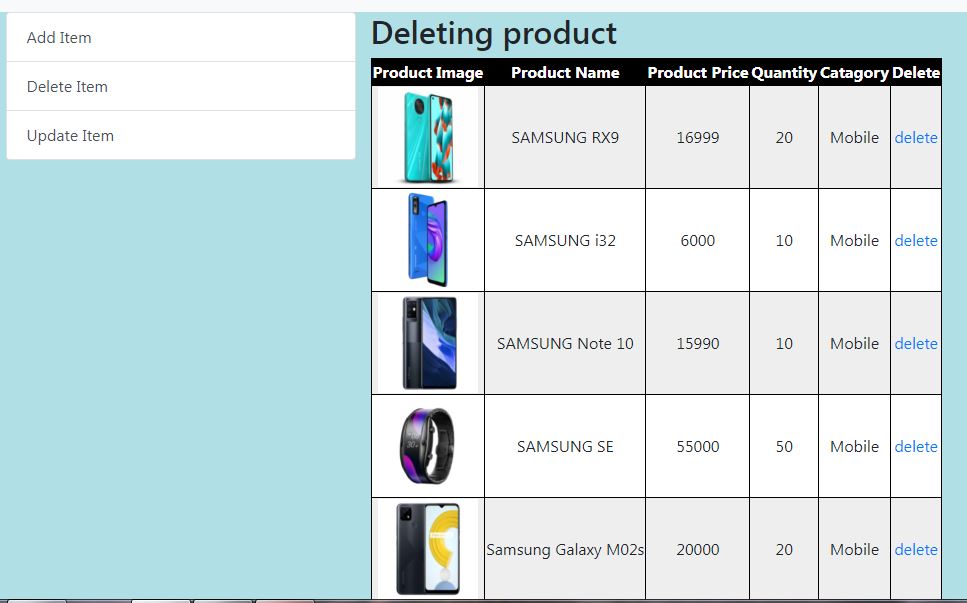 Add Item
Delete Item
Update Item
Deleting product
Product Image Product Name Product Price Quantity Catagory Delete
SAMSUNG RX9 16999 20 Mobile delete
SAMSUNG i32 6000 10 Mobile delete
SAMSUNG Note 10 15990 10 Mobile delete
SAMSUNG SE 55000 50 Mobile delete
Samsung Galaxy M02s 20000 20 Mobile delete